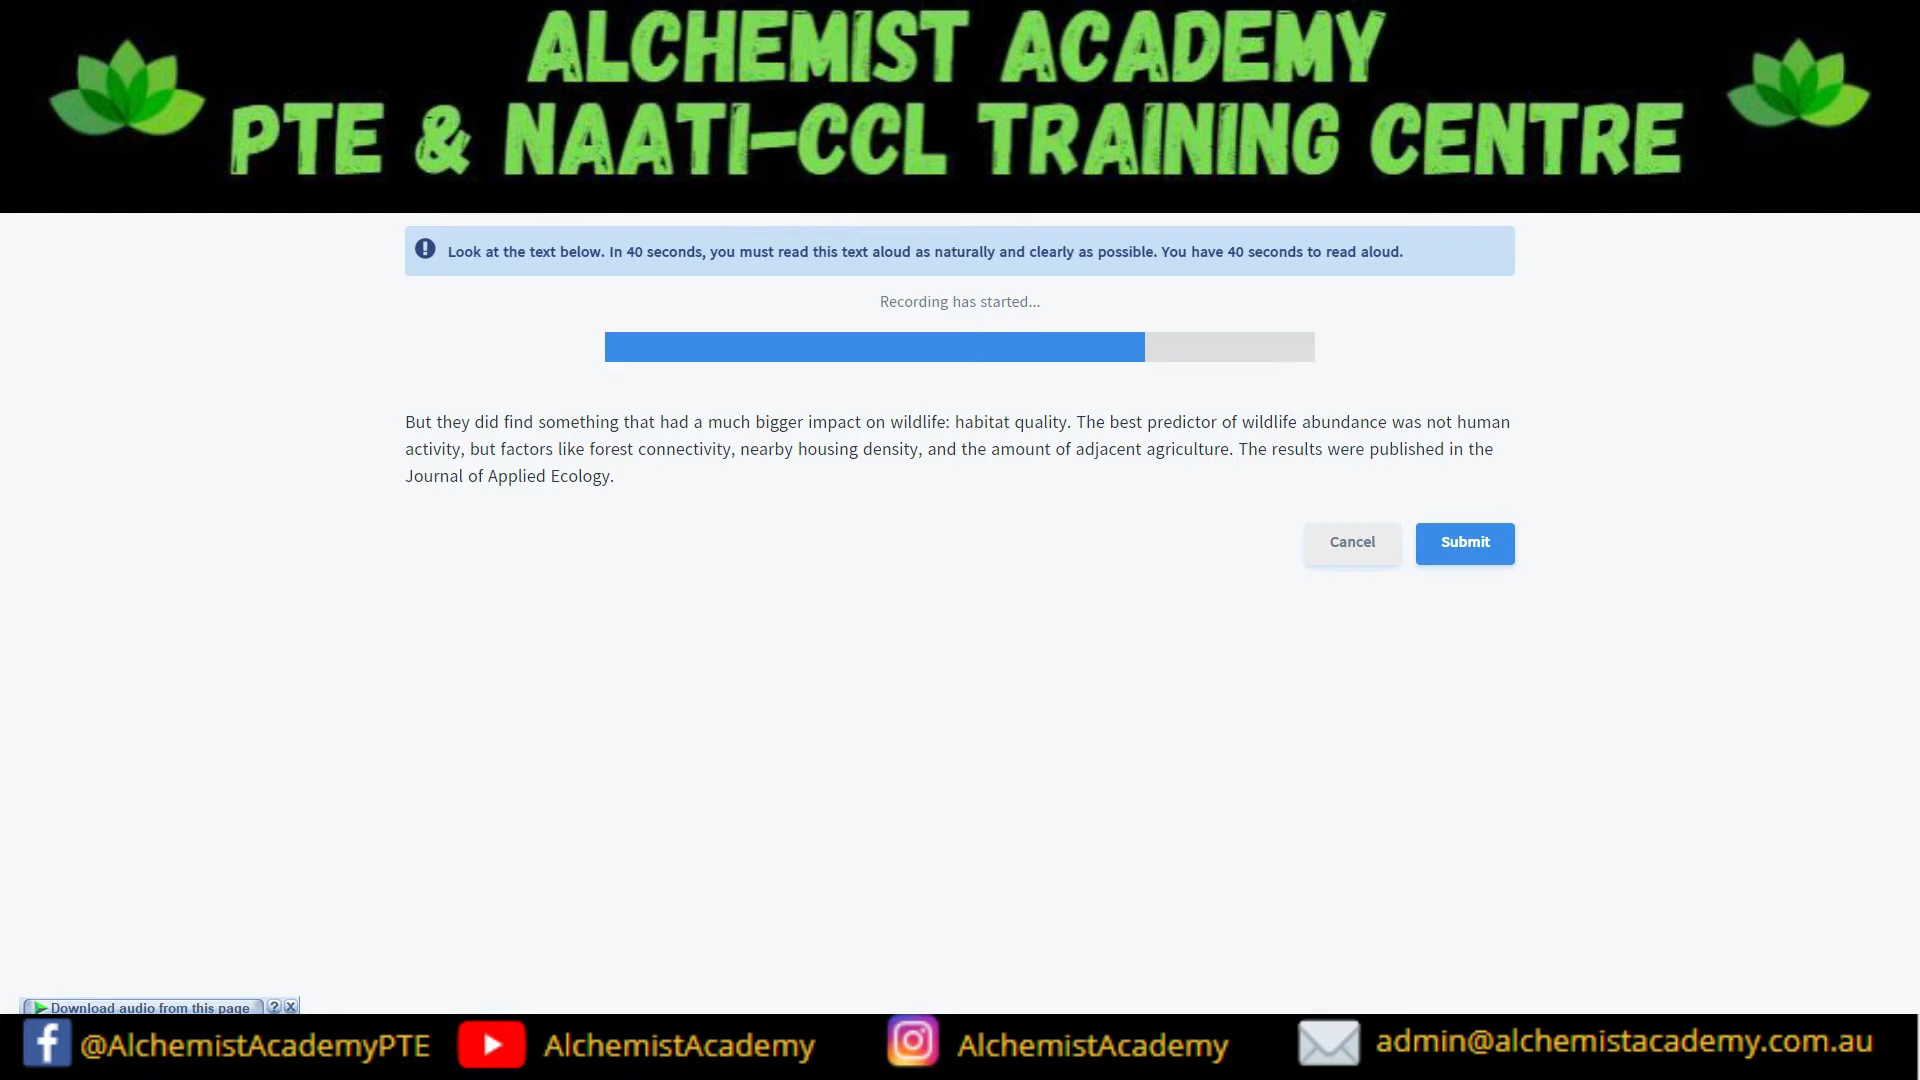 ALCHEMIST ACADEMY
PTE & NAATI-CCL TRAINING CENTRE
Look at the text below. In 40 seconds, you must read this text aloud as naturally and clearly as possible. You have 40 seconds to read aloud.
Recording has started...
But they did find something that had a much bigger impact on wildlife: habitat quality. The best predictor of wildlife abundance was not human
activity, but factors like forest connectivity, nearby housing density, and the amount of adjacent agriculture. The results were published in the
Journal of Applied Ecology.
Cancel Submit
Download audio from this page ? X
@AlchemistAcademyPTE AlchemistAcademy AlchemistAcademy admin@alchemistacademy.com.au